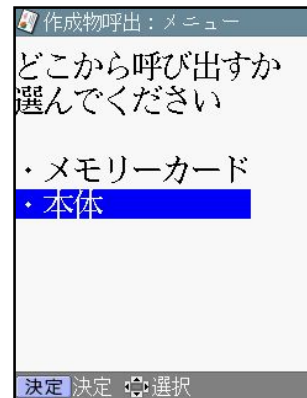 作成物呼出：メニュー
どこから呼び出すか
選んでください
・メモリーカード
・本体
決定 決定 選択